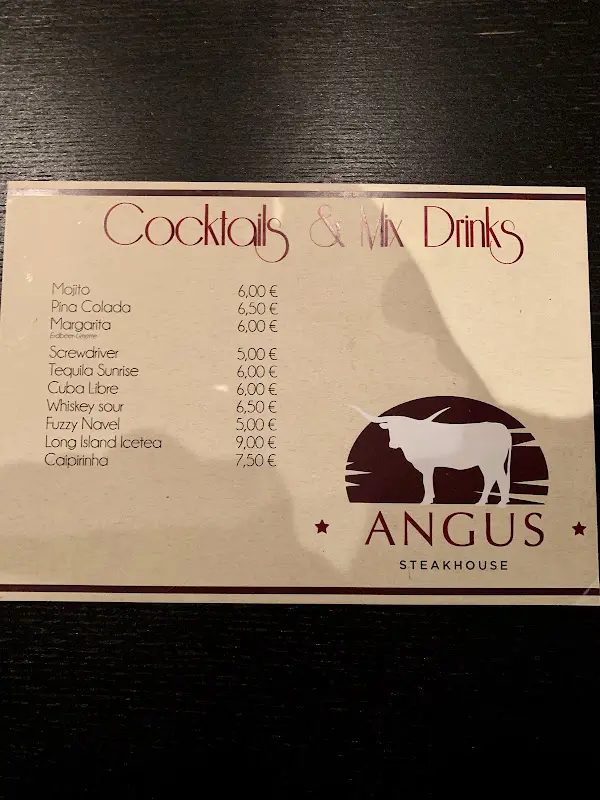 Cocktails & Mix Drinks
Mojito 6,00 €
Pina Colada 6,50 €
Margarita 6,00 €
Erdbeer-Limette
Screwdriver 5,00 €
Tequila Sunrise 6,00 €
Cuba Libre 6,00 €
Whiskey sour 6,50 €
Fuzzy Navel 5,00 €
Long Island Icetea 9,00 €
Caipirinha 7,50 €
ANGUS
STEAKHOUSE